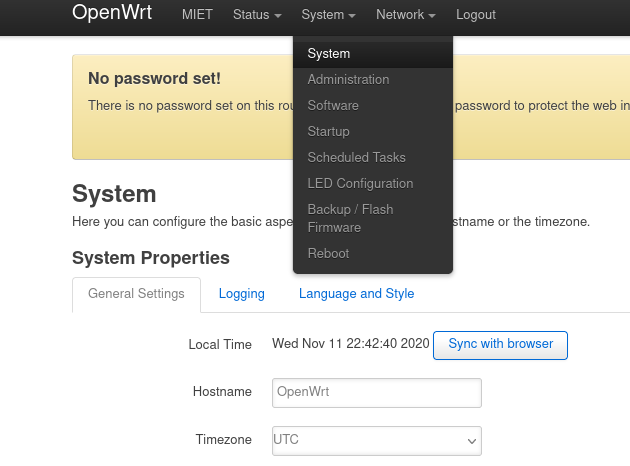 OpenWrt MIET Status System Network Logout
System
Administration
Software
Startup
Scheduled Tasks
LED Configuration
Backup / Flash
Firmware
Reboot
No password set!
There is no password set on this rou password to protect the web in
System
Here you can configure the basic aspe stname or the timezone.
System Properties
General Settings Logging Language and Style
Local Time Wed Nov 11 22:42:40 2020 Sync with browser
Hostname OpenWrt
Timezone UTC